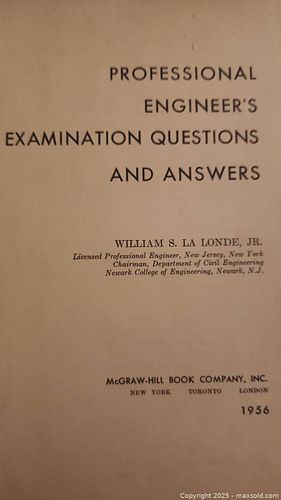 PROFESSIONAL
ENGINEER'S
EXAMINATION QUESTIONS
AND ANSWERS
WILLIAM S. LA LONDE, JR.
Licensed Professional Engineer, New Jersey, New York
Chairman, Department of Civil Engineering
Newark College of Engineering, Newark, N.J.
McGRAW-HILL BOOK COMPANY, INC.
NEW YORK TORONTO LONDON
1956
Copyright © 2025 - maxsold.com